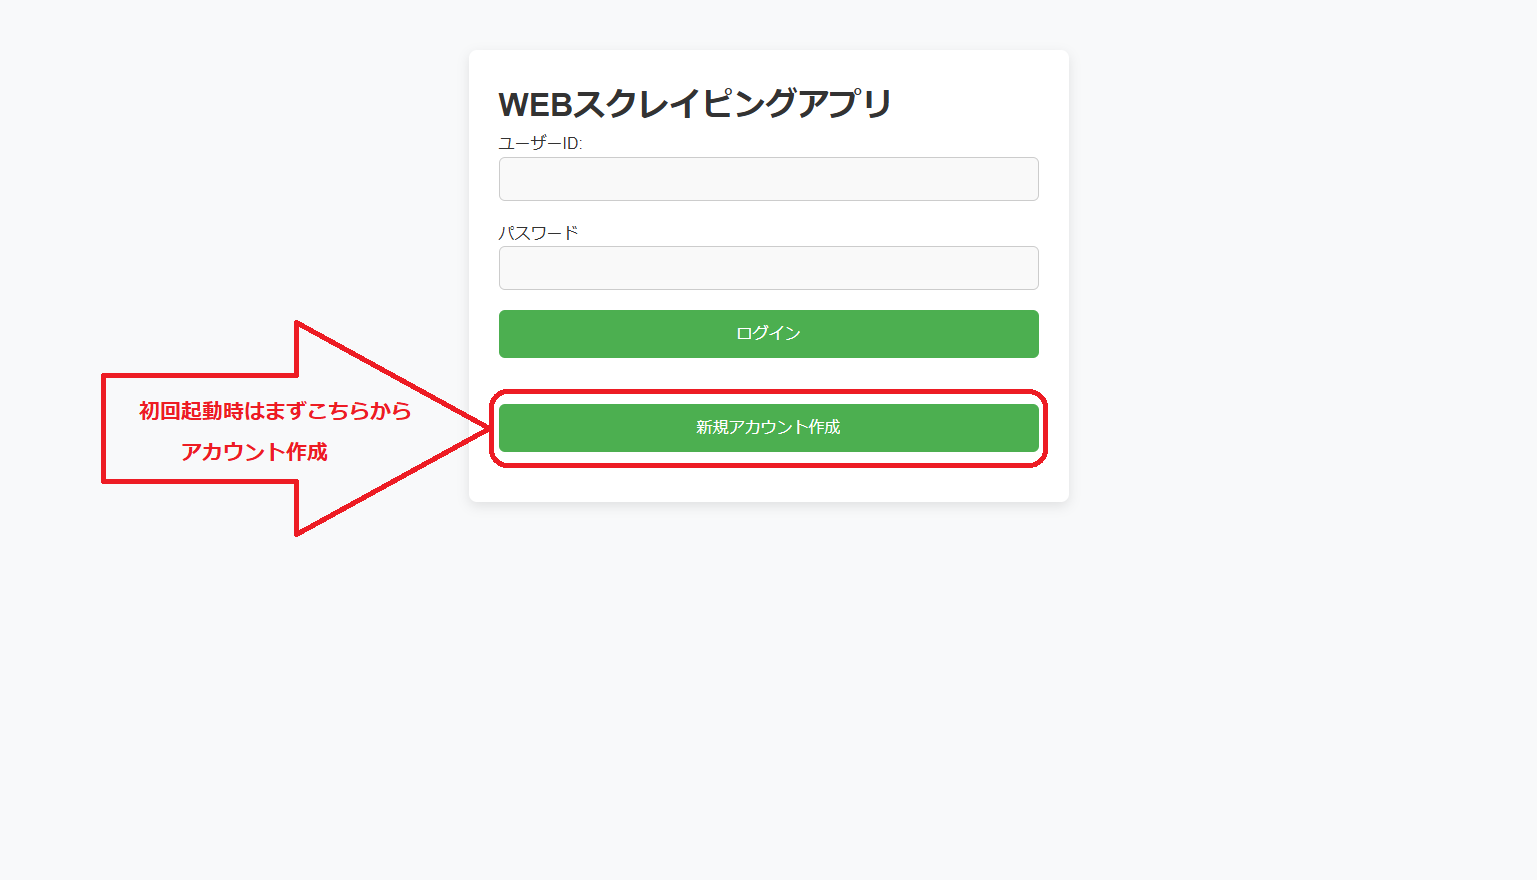 WEBスクレイピングアプリ
ユーザーID:
パスワード
ログイン
初回起動時はまずこちらから
アカウント作成
新規アカウント作成